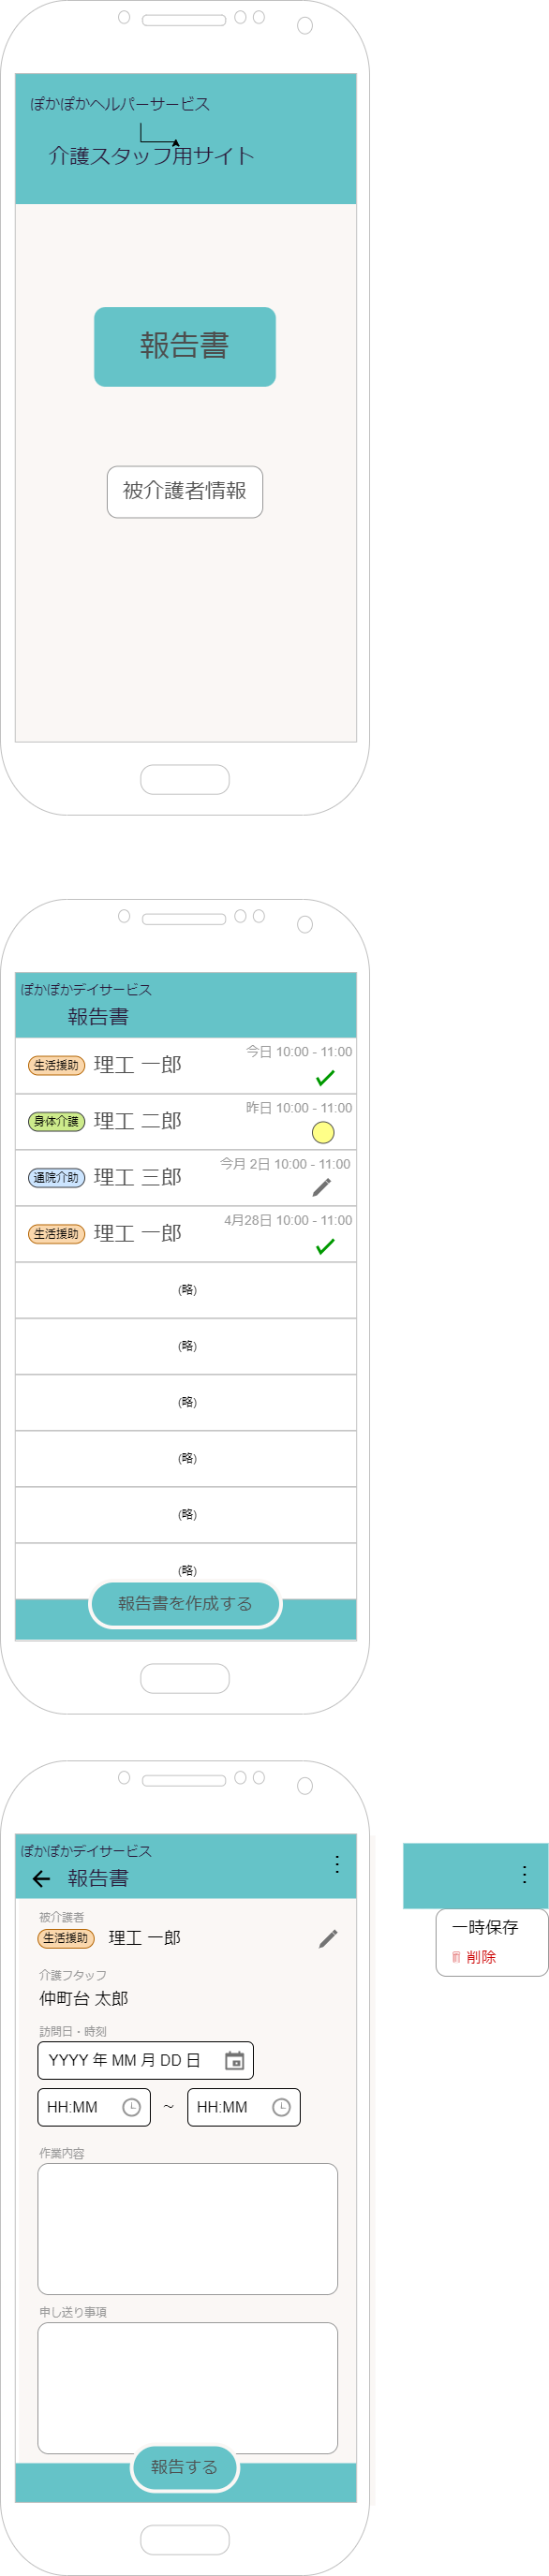 ぽかぽかヘルパーサービス
介護スタッフ用サイト
報告書
被介護者情報
ぽかぽかデイサービス
報告書
今日 10:00 - 11:00
生活援助 理工 一郎
昨日 10:00 - 11:00
身体介護 理工 二郎
今月 2日 10:00 - 11:00
通院介助 理工 三郎
4月28日 10:00 - 11:00
生活援助 理工 一郎
(略)
(略)
(略)
(略)
(略)
(略)
報告書を作成する
ぽかぽかデイサービス
報告書
被介護者
生活援助 理工 一郎
介護フタッフ
仲町台 太郎
訪問日・時刻
YYYY 年 MM 月 DD 日
HH:MM ～ HH:MM
作業内容
申し送り事項
報告する
一時保存
削除